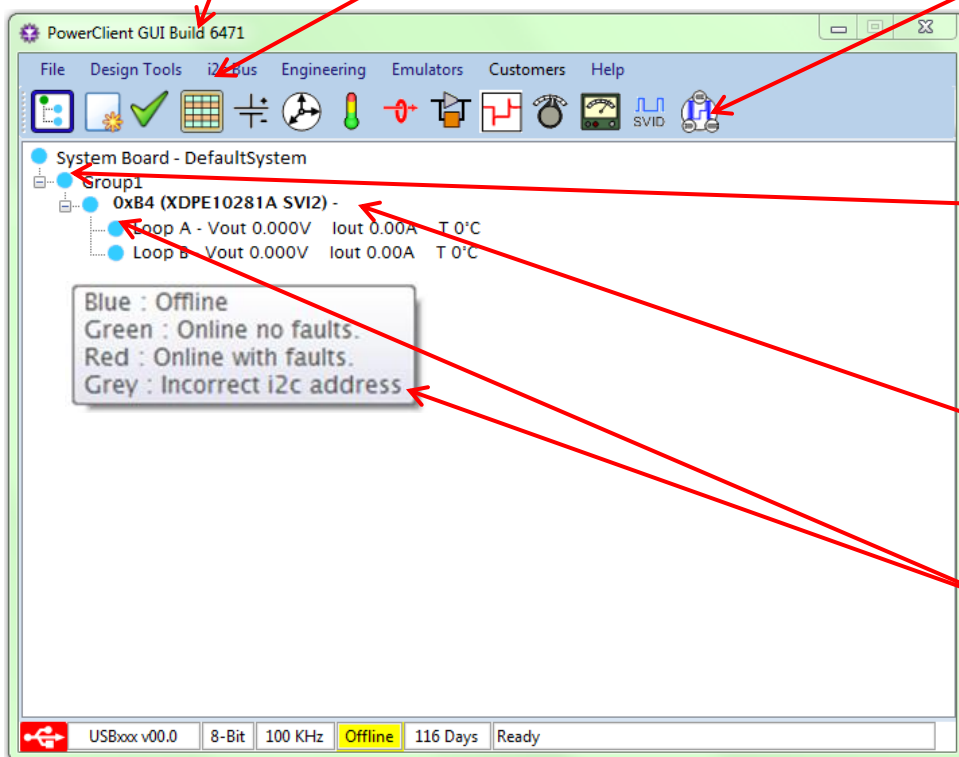 PowerClient GUI Build 6471
File Design Tools i2c Bus Engineering Emulators Customers Help
SVID
System Board - DefaultSystem
Group1
0xB4 (XDPE10281A SVI2) -
Loop A - Vout 0.000V Iout 0.00A T 0°C
Loop B - Vout 0.000V Iout 0.00A T 0°C
Blue : Offline
Green : Online no faults.
Red : Online with faults.
Grey : Incorrect i2c address
USBxxx v00.0 8-Bit 100 KHz Offline 116 Days Ready